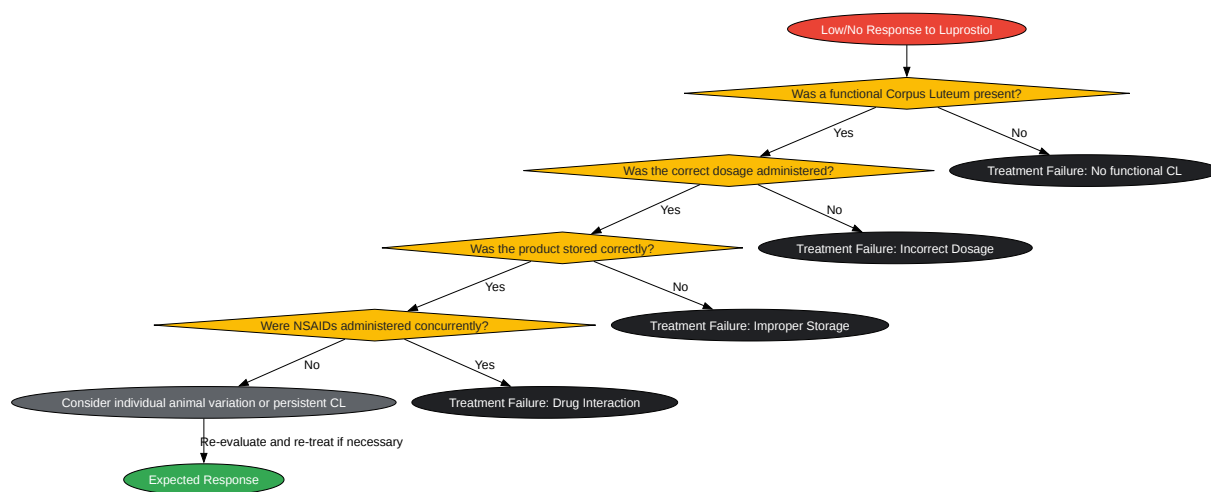 Low/No Response to Luprostiol
Was a functional Corpus Luteum present?
Yes
No
Was the correct dosage administered?
Treatment Failure: No functional CL
Yes
No
Was the product stored correctly?
Treatment Failure: Incorrect Dosage
Yes
No
Were NSAIDs administered concurrently?
Treatment Failure: Improper Storage
No
Yes
Consider individual animal variation or persistent CL
Treatment Failure: Drug Interaction
Re-evaluate and re-treat if necessary
Expected Response